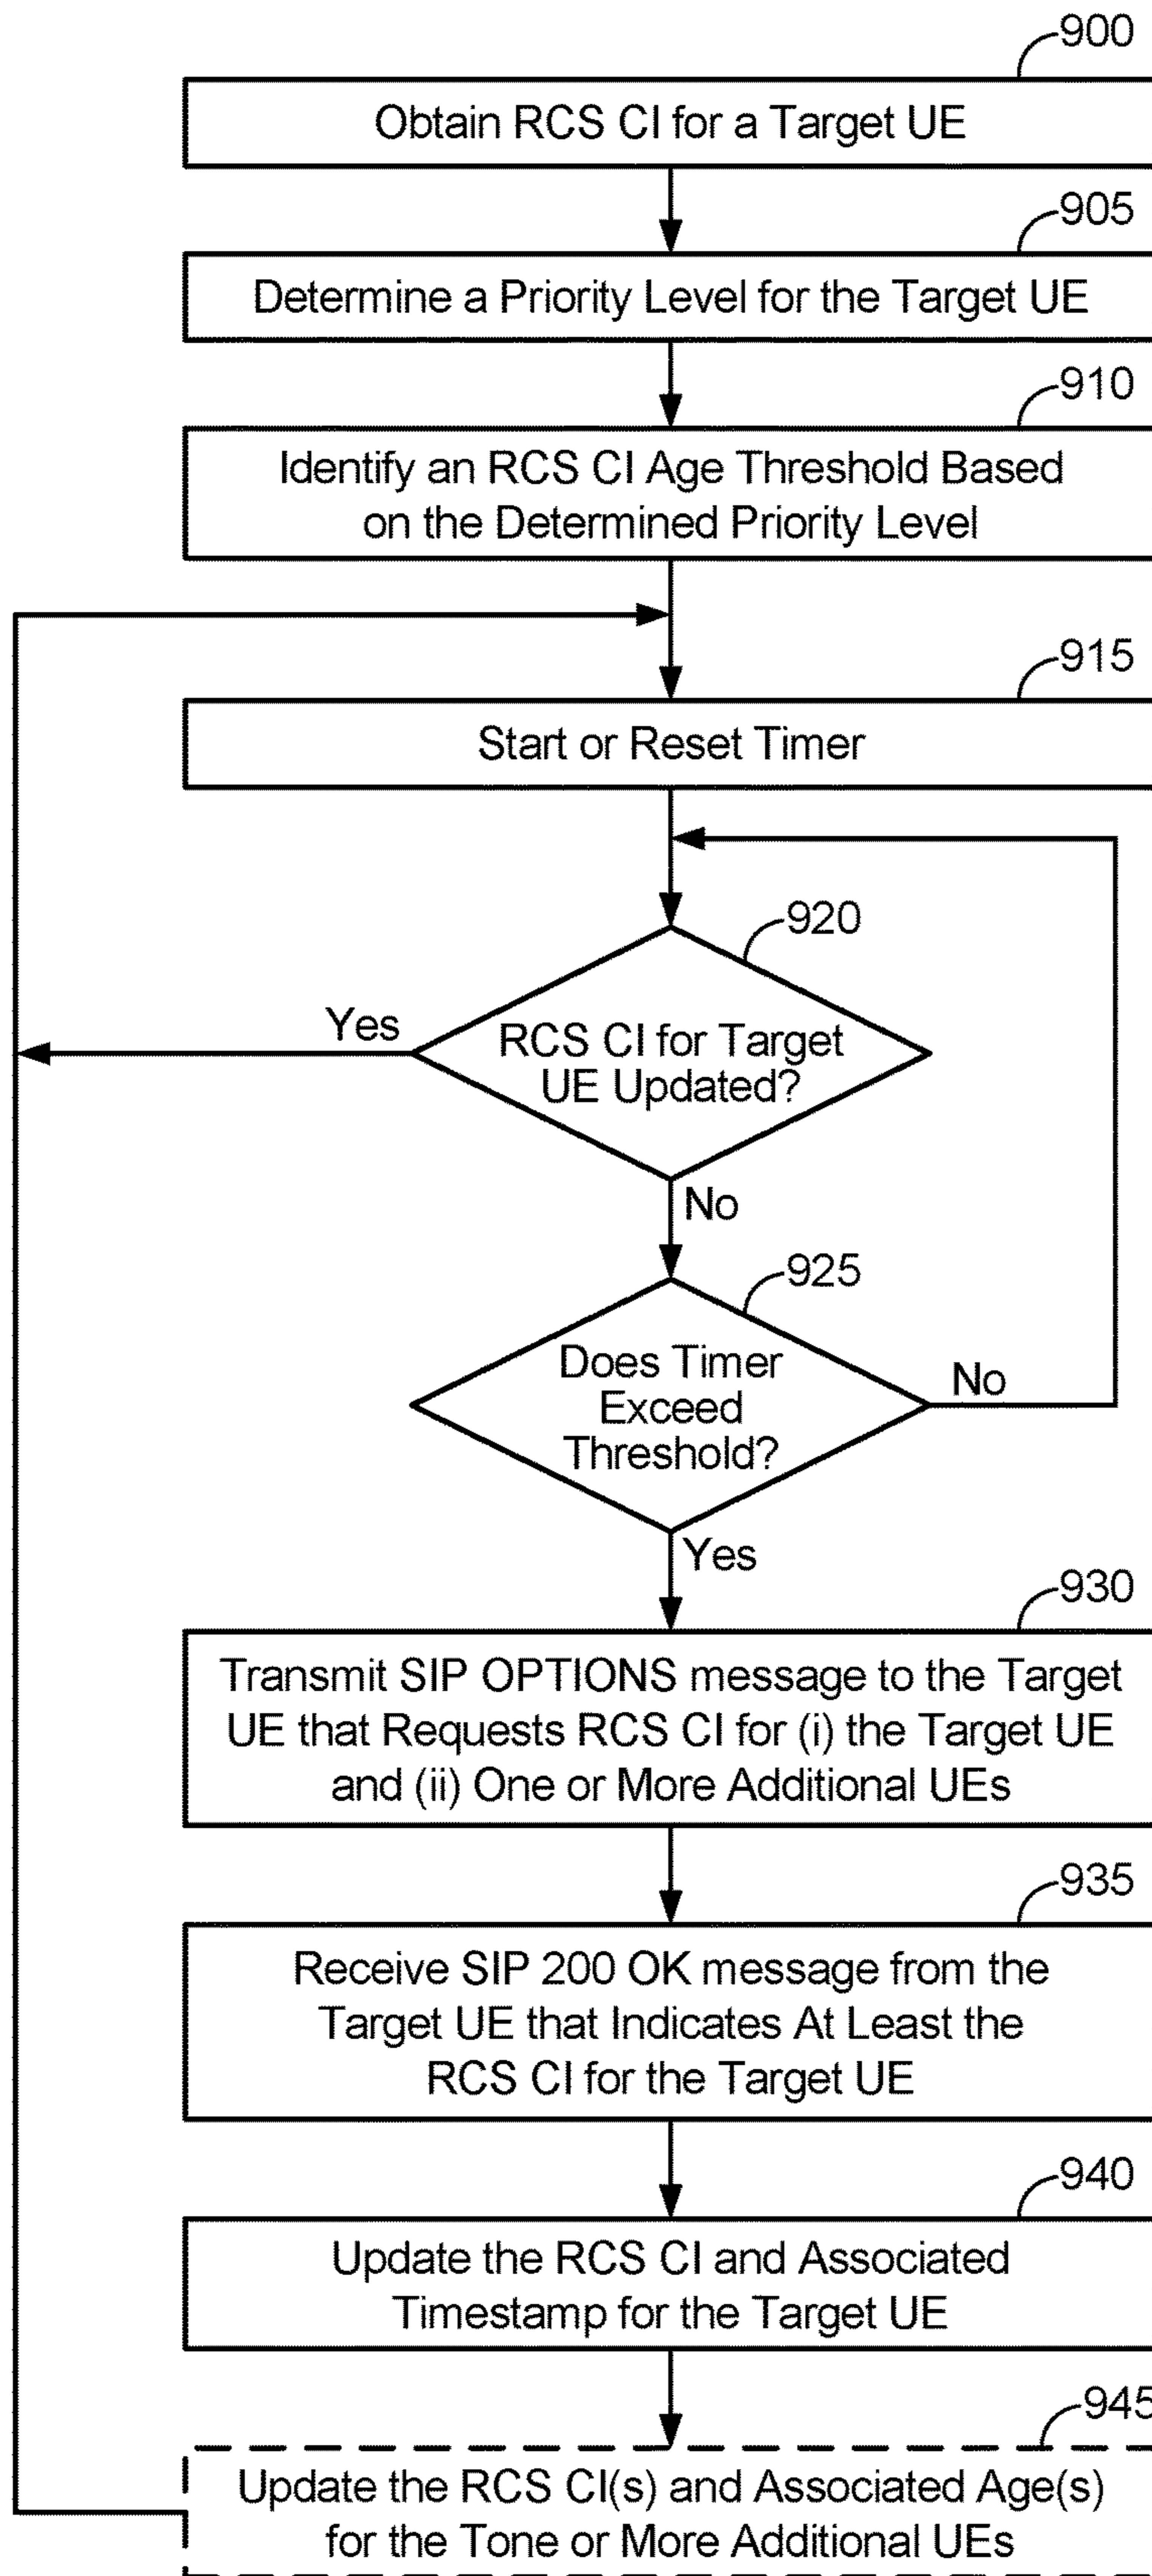 900
Obtain RCS CI for a Target UE
905
Determine a Priority Level for the Target UE
910
Identify an RCS CI Age Threshold Based
on the Determined Priority Level
915
Start or Reset Timer
920
Yes
RCS CI for Target
UE Updated?
No
925
Does Timer
Exceed
Threshold?
No
Yes
930
Transmit SIP OPTIONS message to the Target
UE that Requests RCS CI for (i) the Target UE
and (ii) One or More Additional UEs
935
Receive SIP 200 OK message from the
Target UE that Indicates At Least the
RCS CI for the Target UE
940
Update the RCS CI and Associated
Timestamp for the Target UE
945
Update the RCS CI(s) and Associated Age(s)
for the Tone or More Additional UEs